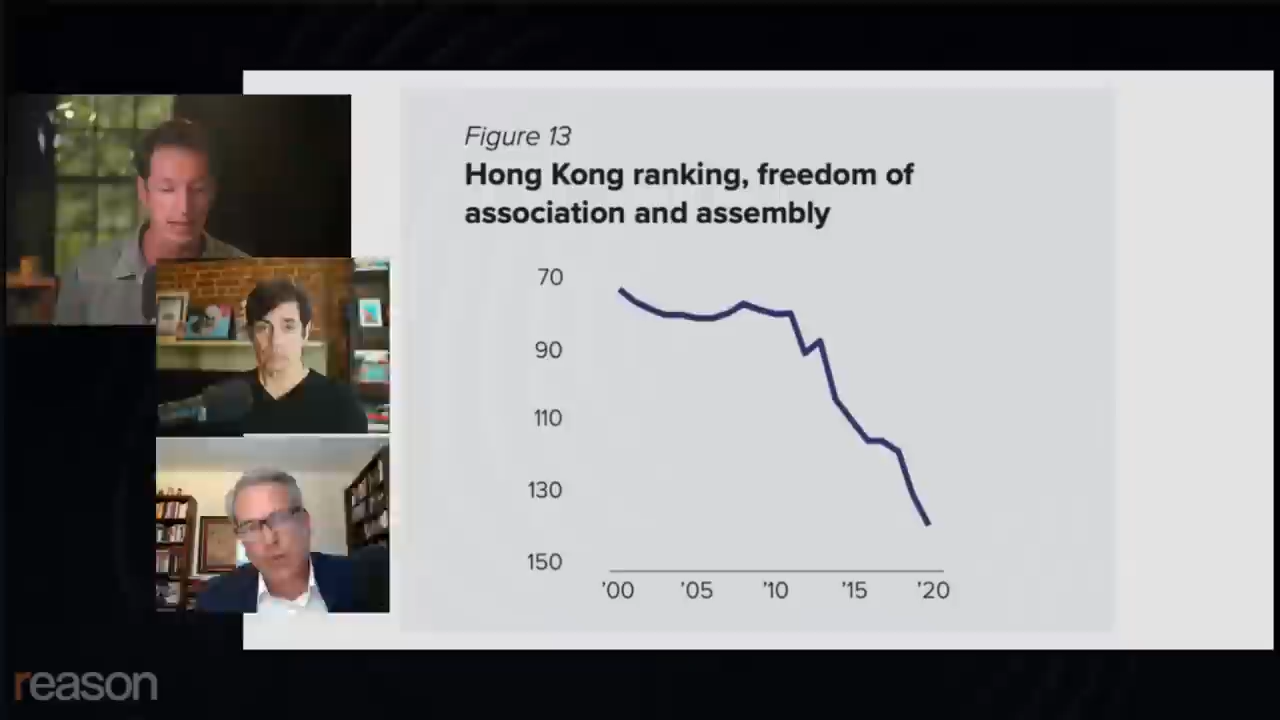 Figure 13
Hong Kong ranking, freedom of
association and assembly
70
90
110
130
150
'00 '05 '10 '15 '20
reason